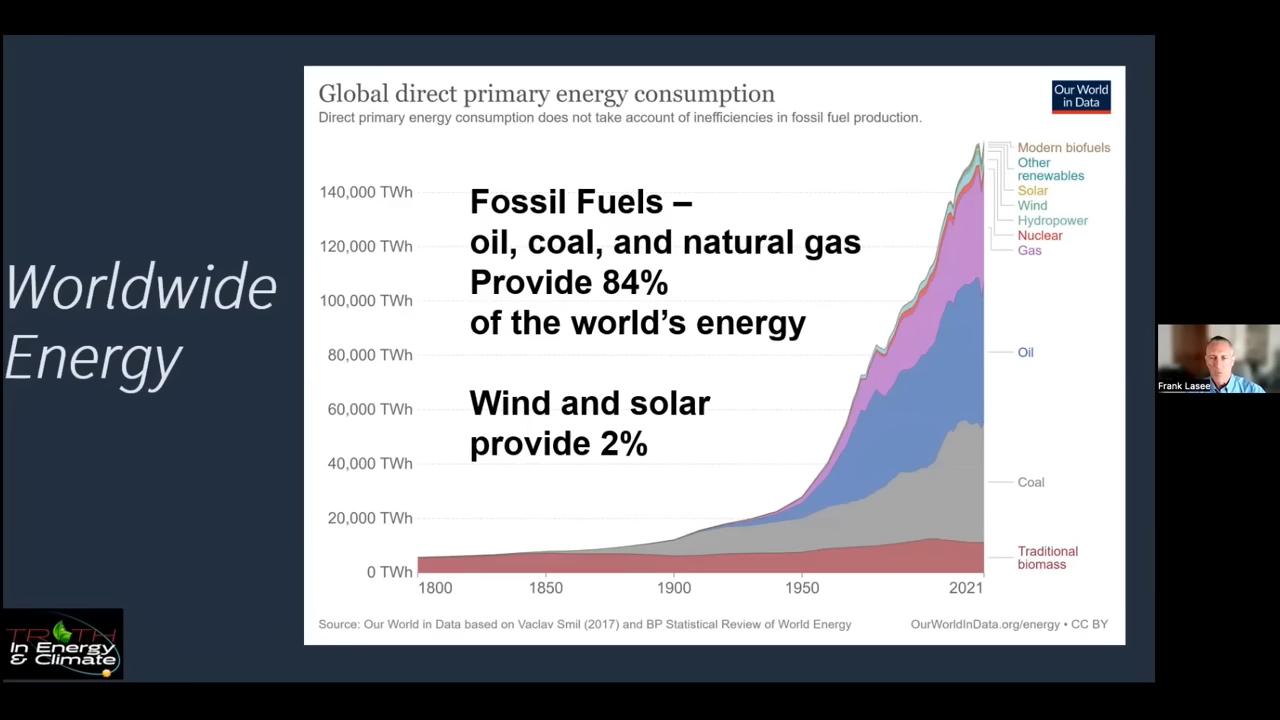 Worldwide
Energy
Global direct primary energy consumption
Direct primary energy consumption does not take account of inefficiencies in fossil fuel production.
Our World
in Data
140,000 TWh
120,000 TWh
100,000 TWh
80,000 TWh
60,000 TWh
40,000 TWh
20,000 TWh
0 TWh
Fossil Fuels –
oil, coal, and natural gas
Provide 84%
of the world's energy
Wind and solar
provide 2%
Modern biofuels
Other
renewables
Solar
Wind
Hydropower
Nuclear
Gas
Oil
Coal
Traditional
biomass
1800 1850 1900 1950 2021
Source: Our World in Data based on Vaclav Smil (2017) and BP Statistical Review of World Energy
OurWorldInData.org/energy • CC BY
TRUTH
In Energy
& Climate
Frank Lasee